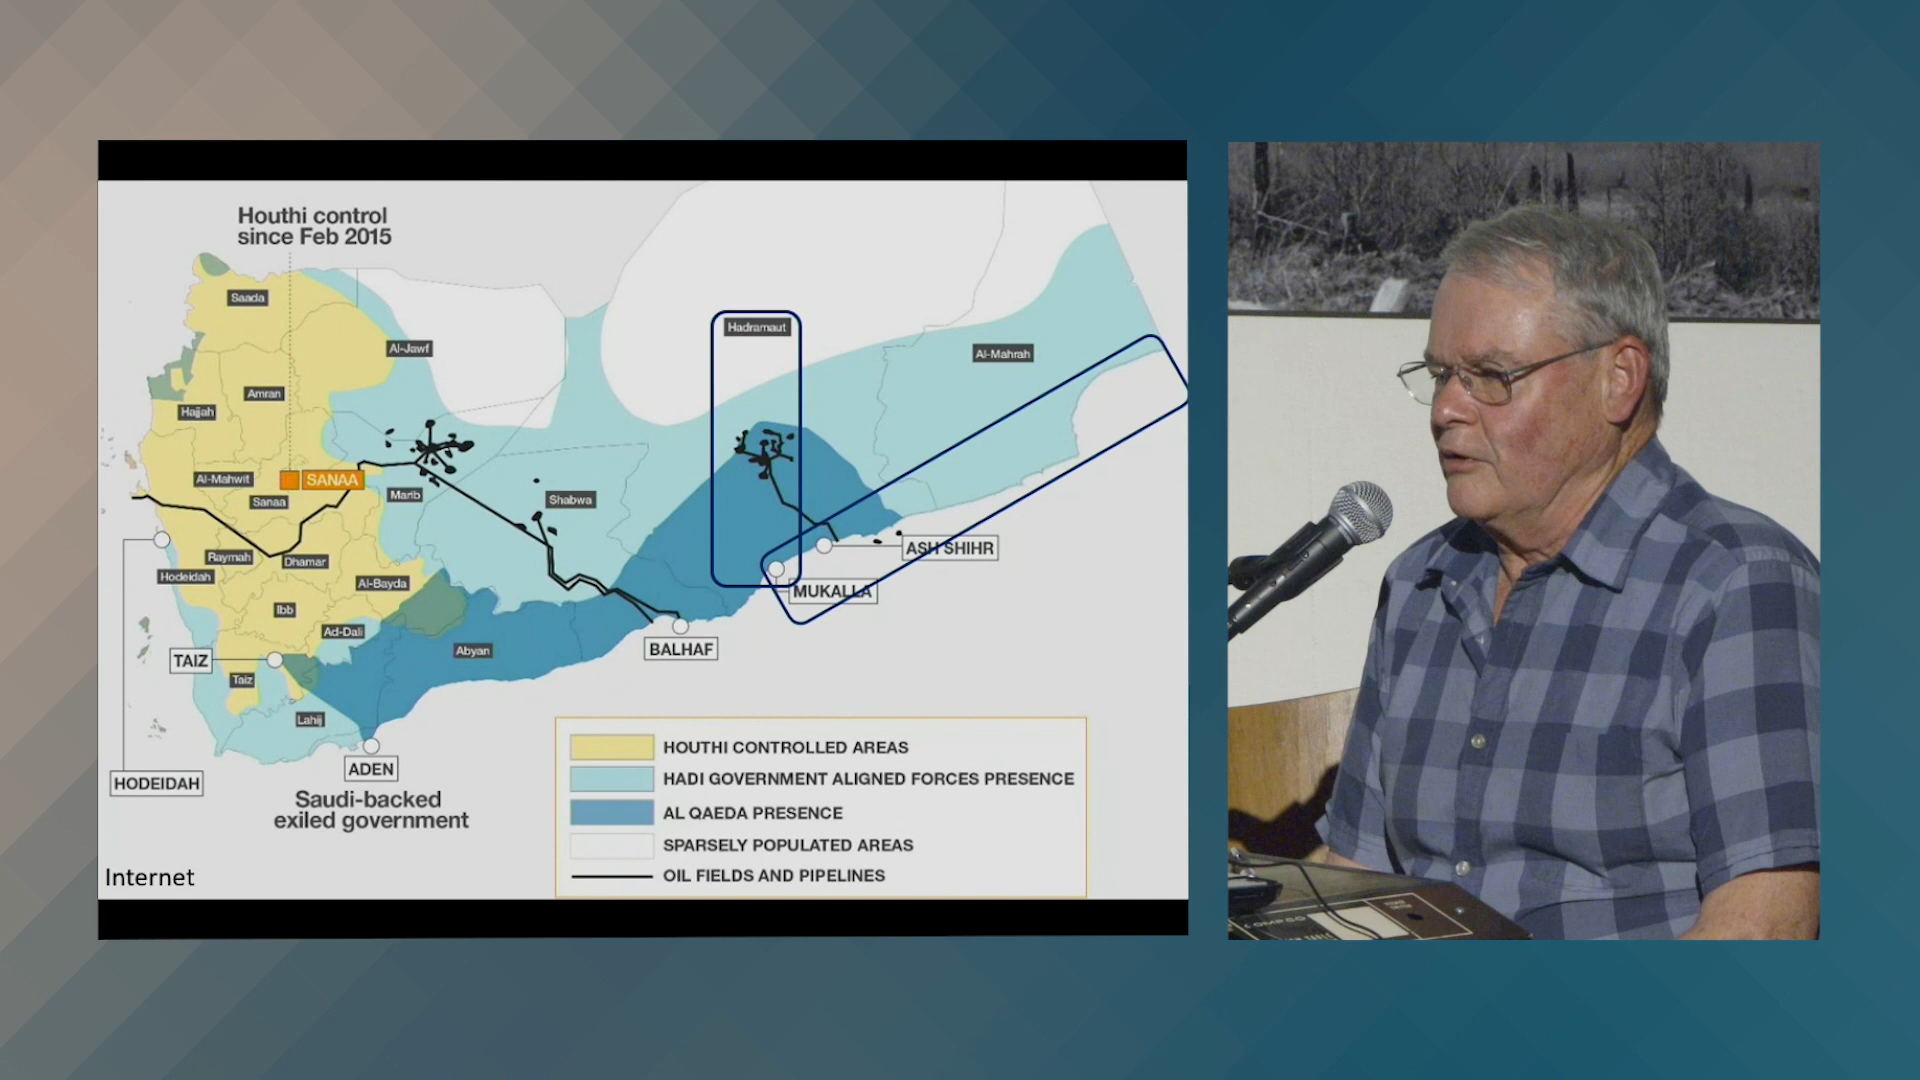 Houthi control
since Feb 2015
Saada
Al-Jawf
Hadramaut
Al-Mahrah
Amran
Hajjah
Al-Mahwit
SANAA
Sanaa
Marib
Shabwa
Raymah
Dhamar
Hodeidah
Al-Bayda
Ibb
Ad-Dali
Abyan
TAIZ
Taiz
Lahij
ASH SHIHR
MUKALLA
BALHAF
HODEIDAH
ADEN
Saudi-backed
exiled government
HOUTHI CONTROLLED AREAS
HADI GOVERNMENT ALIGNED FORCES PRESENCE
AL QAEDA PRESENCE
SPARSELY POPULATED AREAS
OIL FIELDS AND PIPELINES
Internet